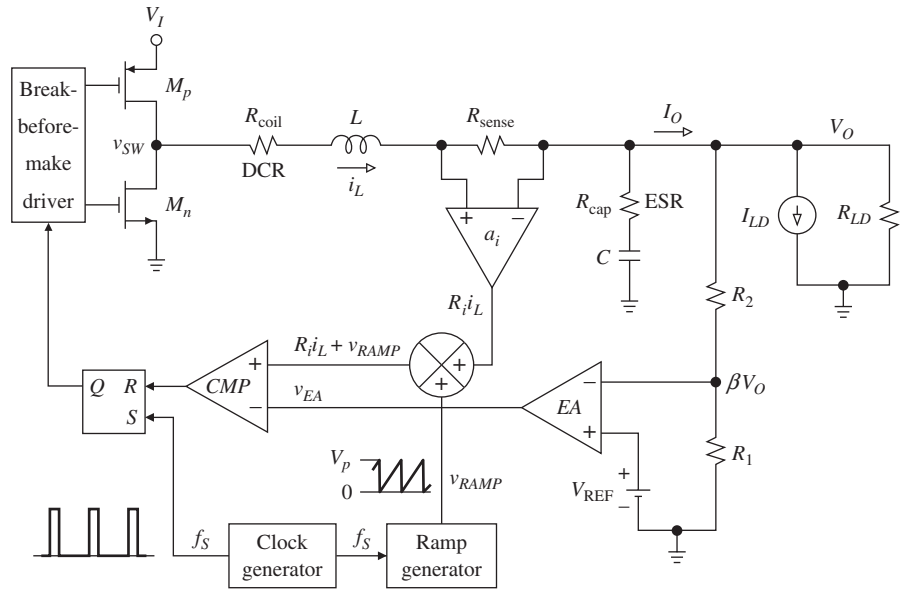 V_I
Break-
before-
make
driver
M_p
v_SW
M_n
R_coil
DCR
L
i_L
R_sense
+
−
a_i
R_i i_L
I_O
V_O
R_cap
ESR
C
I_LD
R_LD
R_2
βV_O
R_1
R_i i_L + v_RAMP
+
+
v_EA
+
CMP
−
EA
−
+
V_REF
+
−
Q
R
S
V_p
0
v_RAMP
f_S
Clock
generator
f_S
Ramp
generator